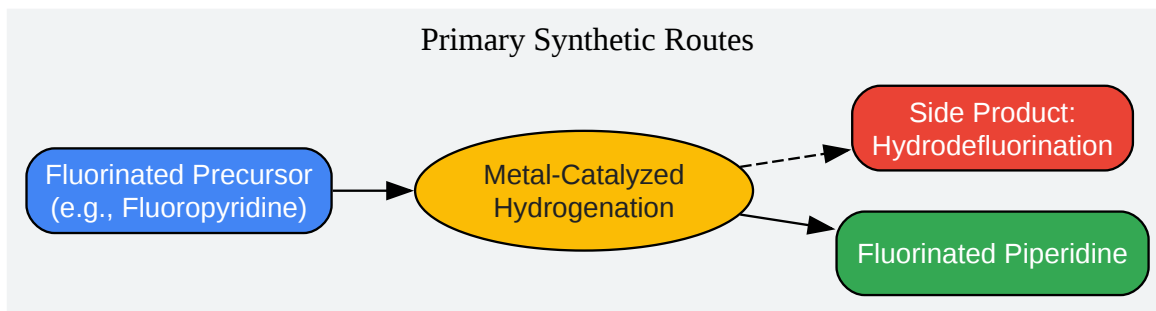 Primary Synthetic Routes
Fluorinated Precursor
(e.g., Fluoropyridine)
Metal-Catalyzed
Hydrogenation
Side Product:
Hydrodefluorination
Fluorinated Piperidine